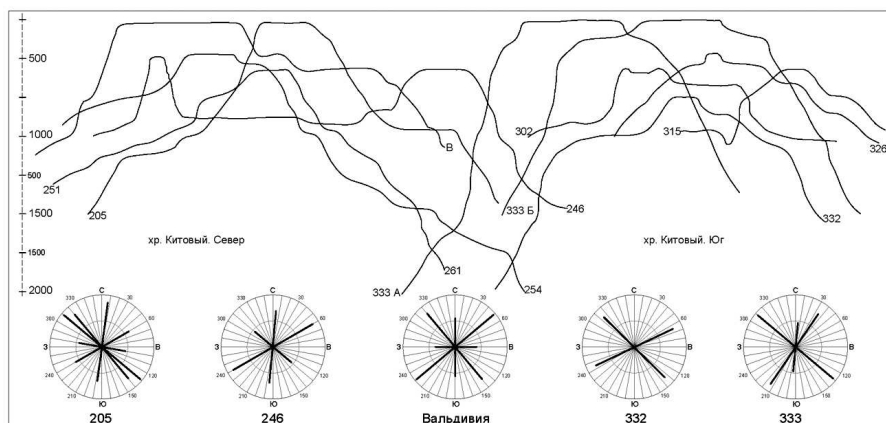 500
1000
500
1500
1500
2000
251
205
В
261
333 А
254
246
333 Б
302
315
326
332
хр. Китовый. Север
хр. Китовый. Юг
С
330
30
300
60
З
В
240
120
210
150
Ю
205
С
330
30
300
60
З
В
240
120
210
150
Ю
246
С
330
30
300
60
З
В
240
120
210
150
Ю
Вальдивия
С
330
30
300
60
З
В
240
120
210
150
Ю
332
С
330
30
300
60
З
В
240
120
210
150
Ю
333